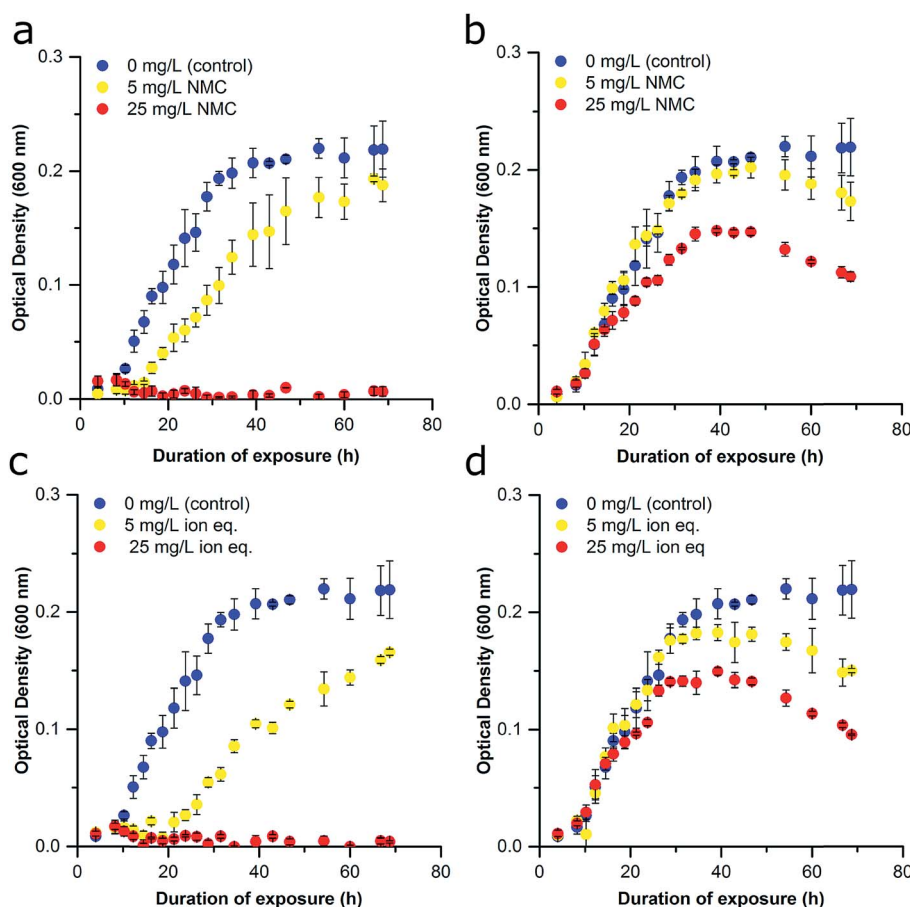 a
0.3
0 mg/L (control)
5 mg/L NMC
25 mg/L NMC
0.2
0.1
0.0
Optical Density (600 nm)
0
20
40
60
80
Duration of exposure (h)
b
0.3
0 mg/L (control)
5 mg/L NMC
25 mg/L NMC
0.2
0.1
0.0
Optical Density (600 nm)
0
20
40
60
80
Duration of exposure (h)
c
0.3
0 mg/L (control)
5 mg/L ion eq.
25 mg/L ion eq.
0.2
0.1
0.0
Optical Density (600 nm)
0
20
40
60
80
Duration of exposure (h)
d
0.3
0 mg/L (control)
5 mg/L ion eq.
25 mg/L ion eq
0.2
0.1
0.0
Optical Density (600 nm)
0
20
40
60
80
Duration of exposure (h)